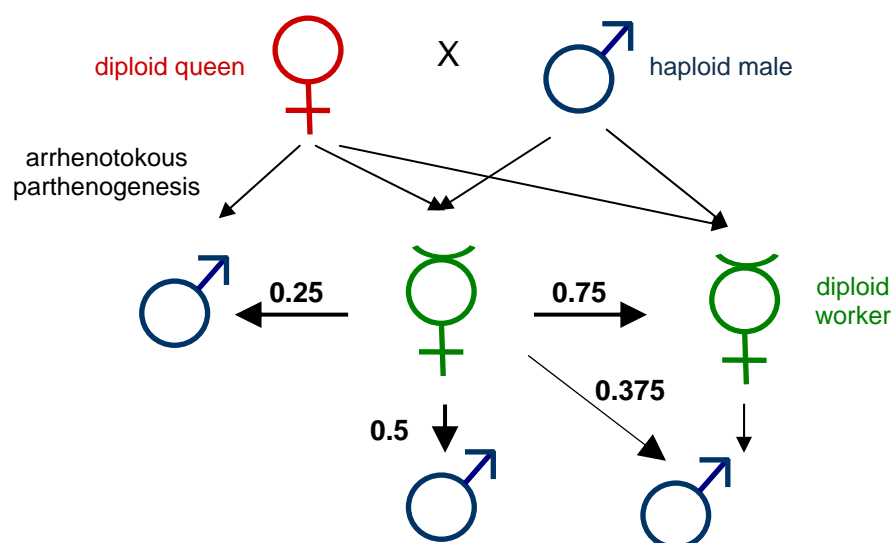 diploid queen
X
haploid male
arrhenotokous
parthenogenesis
0.25
0.75
diploid
worker
0.375
0.5